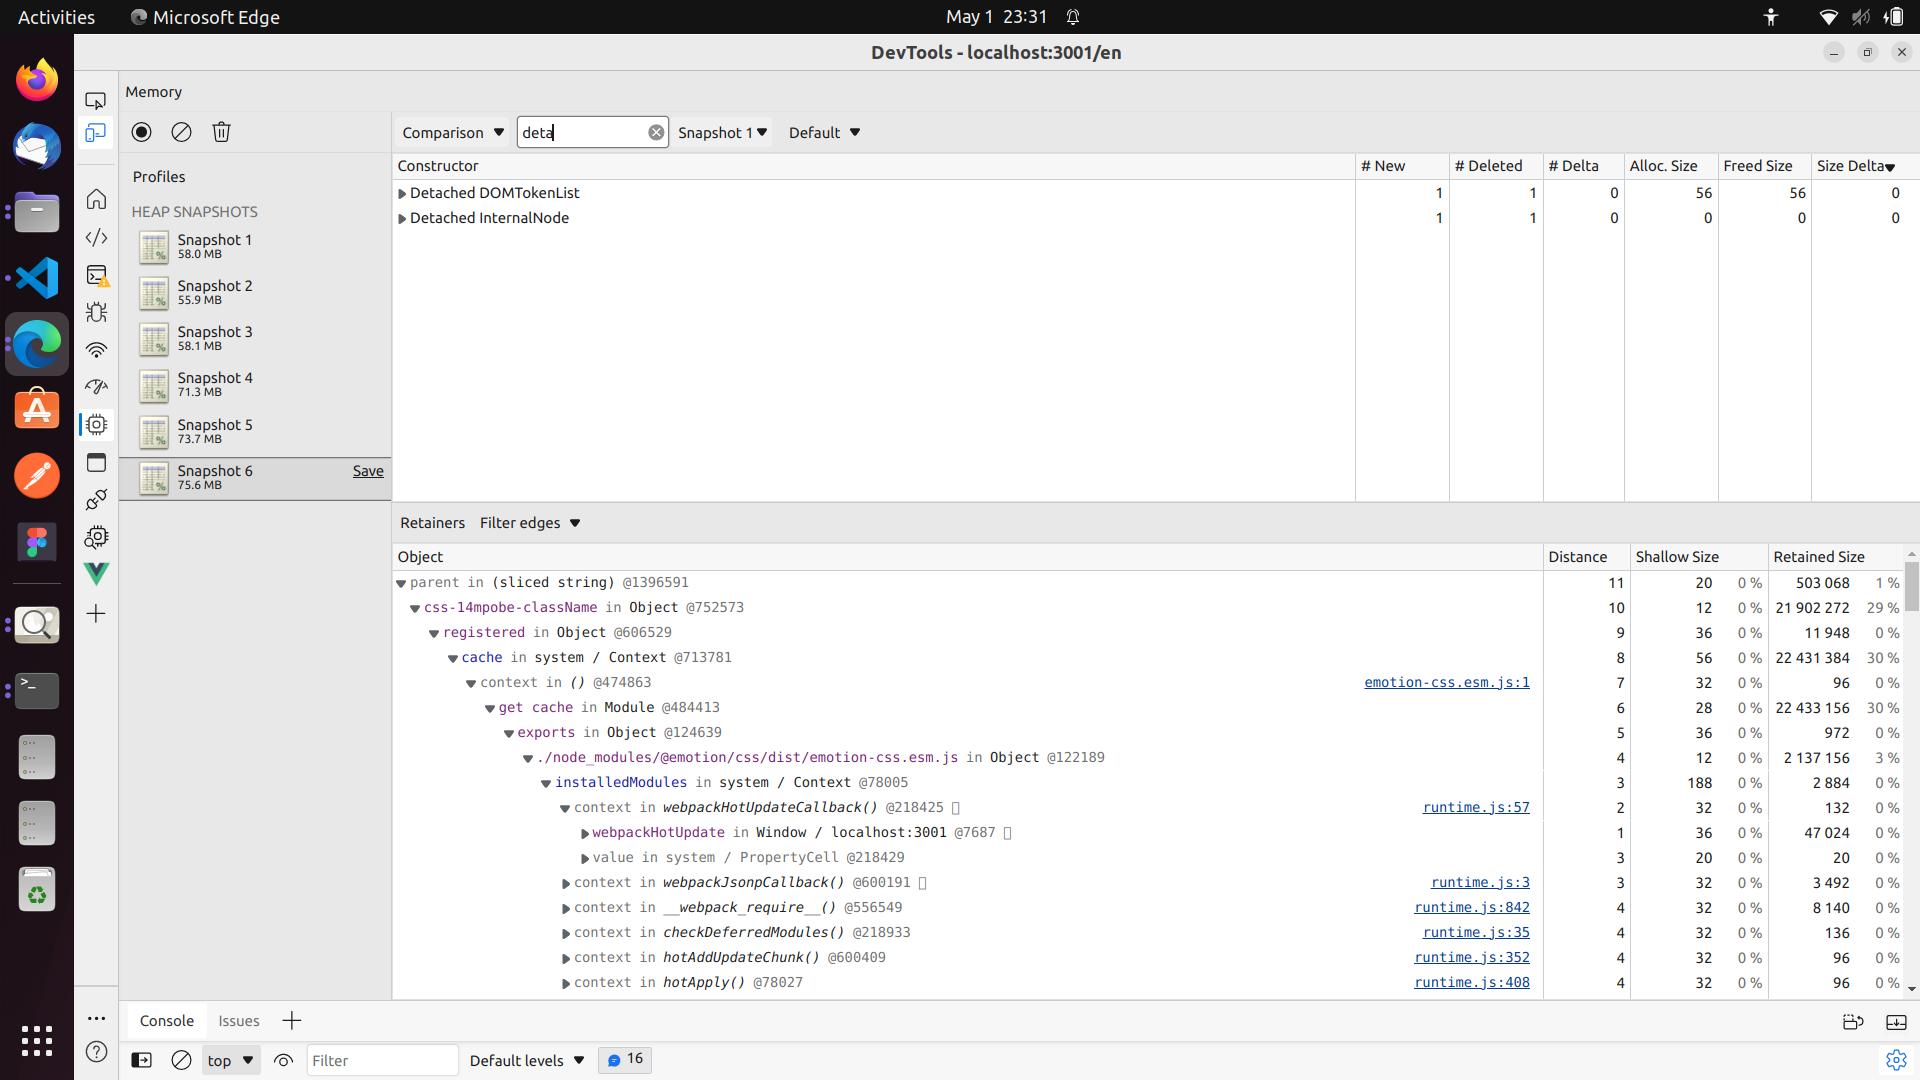 Activities
Microsoft Edge
May 1 23:31
DevTools - localhost:3001/en
Memory
Comparison
deta
Snapshot 1
Default
Profiles
HEAP SNAPSHOTS
Snapshot 1
58.0 MB
Snapshot 2
55.9 MB
Snapshot 3
58.1 MB
Snapshot 4
71.3 MB
Snapshot 5
73.7 MB
Snapshot 6
75.6 MB
Save
Constructor # New # Deleted # Delta Alloc. Size Freed Size Size Delta
Detached DOMTokenList 1 1 0 56 56 0
Detached InternalNode 1 1 0 0 0 0
Retainers Filter edges
Object Distance Shallow Size Retained Size
parent in (sliced string) @1396591 11 20 0 % 503 068 1 %
css-14mpobe-className in Object @752573 10 12 0 % 21 902 272 29 %
registered in Object @606529 9 36 0 % 11 948 0 %
cache in system / Context @713781 8 56 0 % 22 431 384 30 %
context in () @474863 emotion-css.esm.js:1 7 32 0 % 96 0 %
get cache in Module @484413 6 28 0 % 22 433 156 30 %
exports in Object @124639 5 36 0 % 972 0 %
./node_modules/@emotion/css/dist/emotion-css.esm.js in Object @122189 4 12 0 % 2 137 156 3 %
installedModules in system / Context @78005 3 188 0 % 2 884 0 %
context in webpackHotUpdateCallback() @218425 runtime.js:57 2 32 0 % 132 0 %
webpackHotUpdate in Window / localhost:3001 @7687 1 36 0 % 47 024 0 %
value in system / PropertyCell @218429 3 20 0 % 20 0 %
context in webpackJsonpCallback() @600191 runtime.js:3 3 32 0 % 3 492 0 %
context in __webpack_require__() @556549 runtime.js:842 4 32 0 % 8 140 0 %
context in checkDeferredModules() @218933 runtime.js:35 4 32 0 % 136 0 %
context in hotAddUpdateChunk() @600409 runtime.js:352 4 32 0 % 96 0 %
context in hotApply() @78027 runtime.js:408 4 32 0 % 96 0 %
Console Issues
top Filter Default levels 16